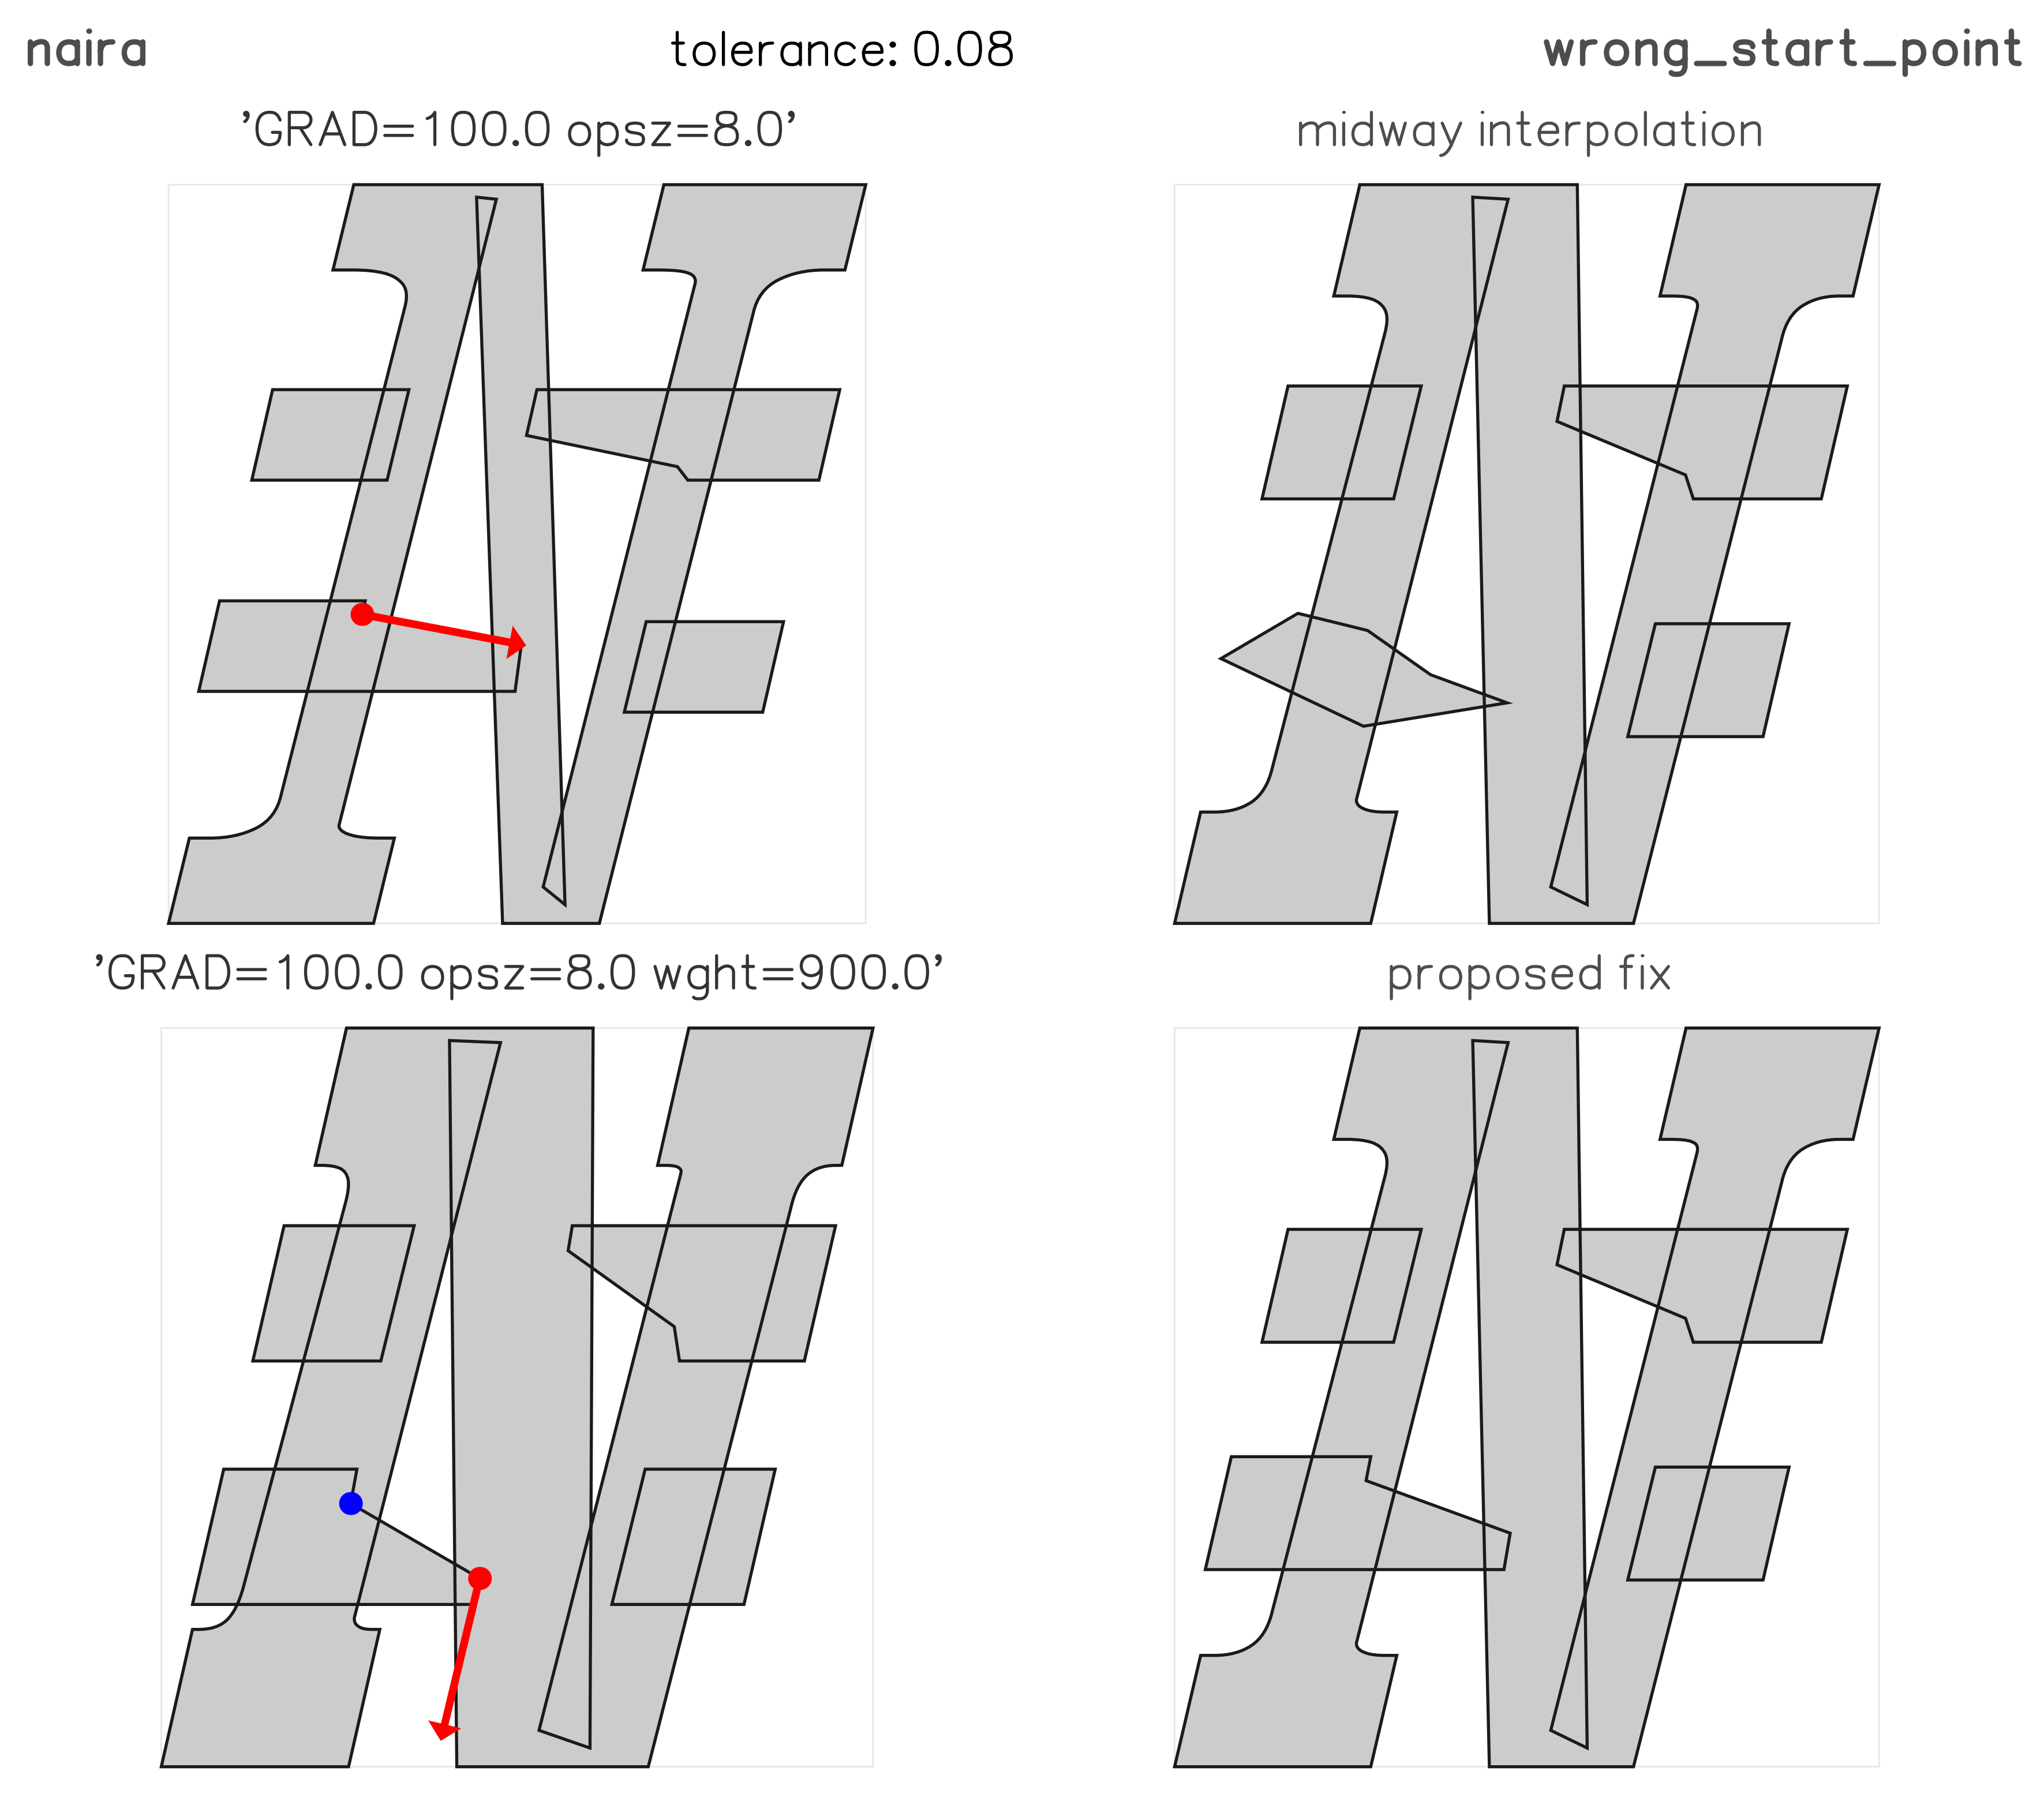 naira
tolerance: 0.08
wrong_start_point
'GRAD=100.0 opsz=8.0'
midway interpolation
'GRAD=100.0 opsz=8.0 wght=900.0'
proposed fix